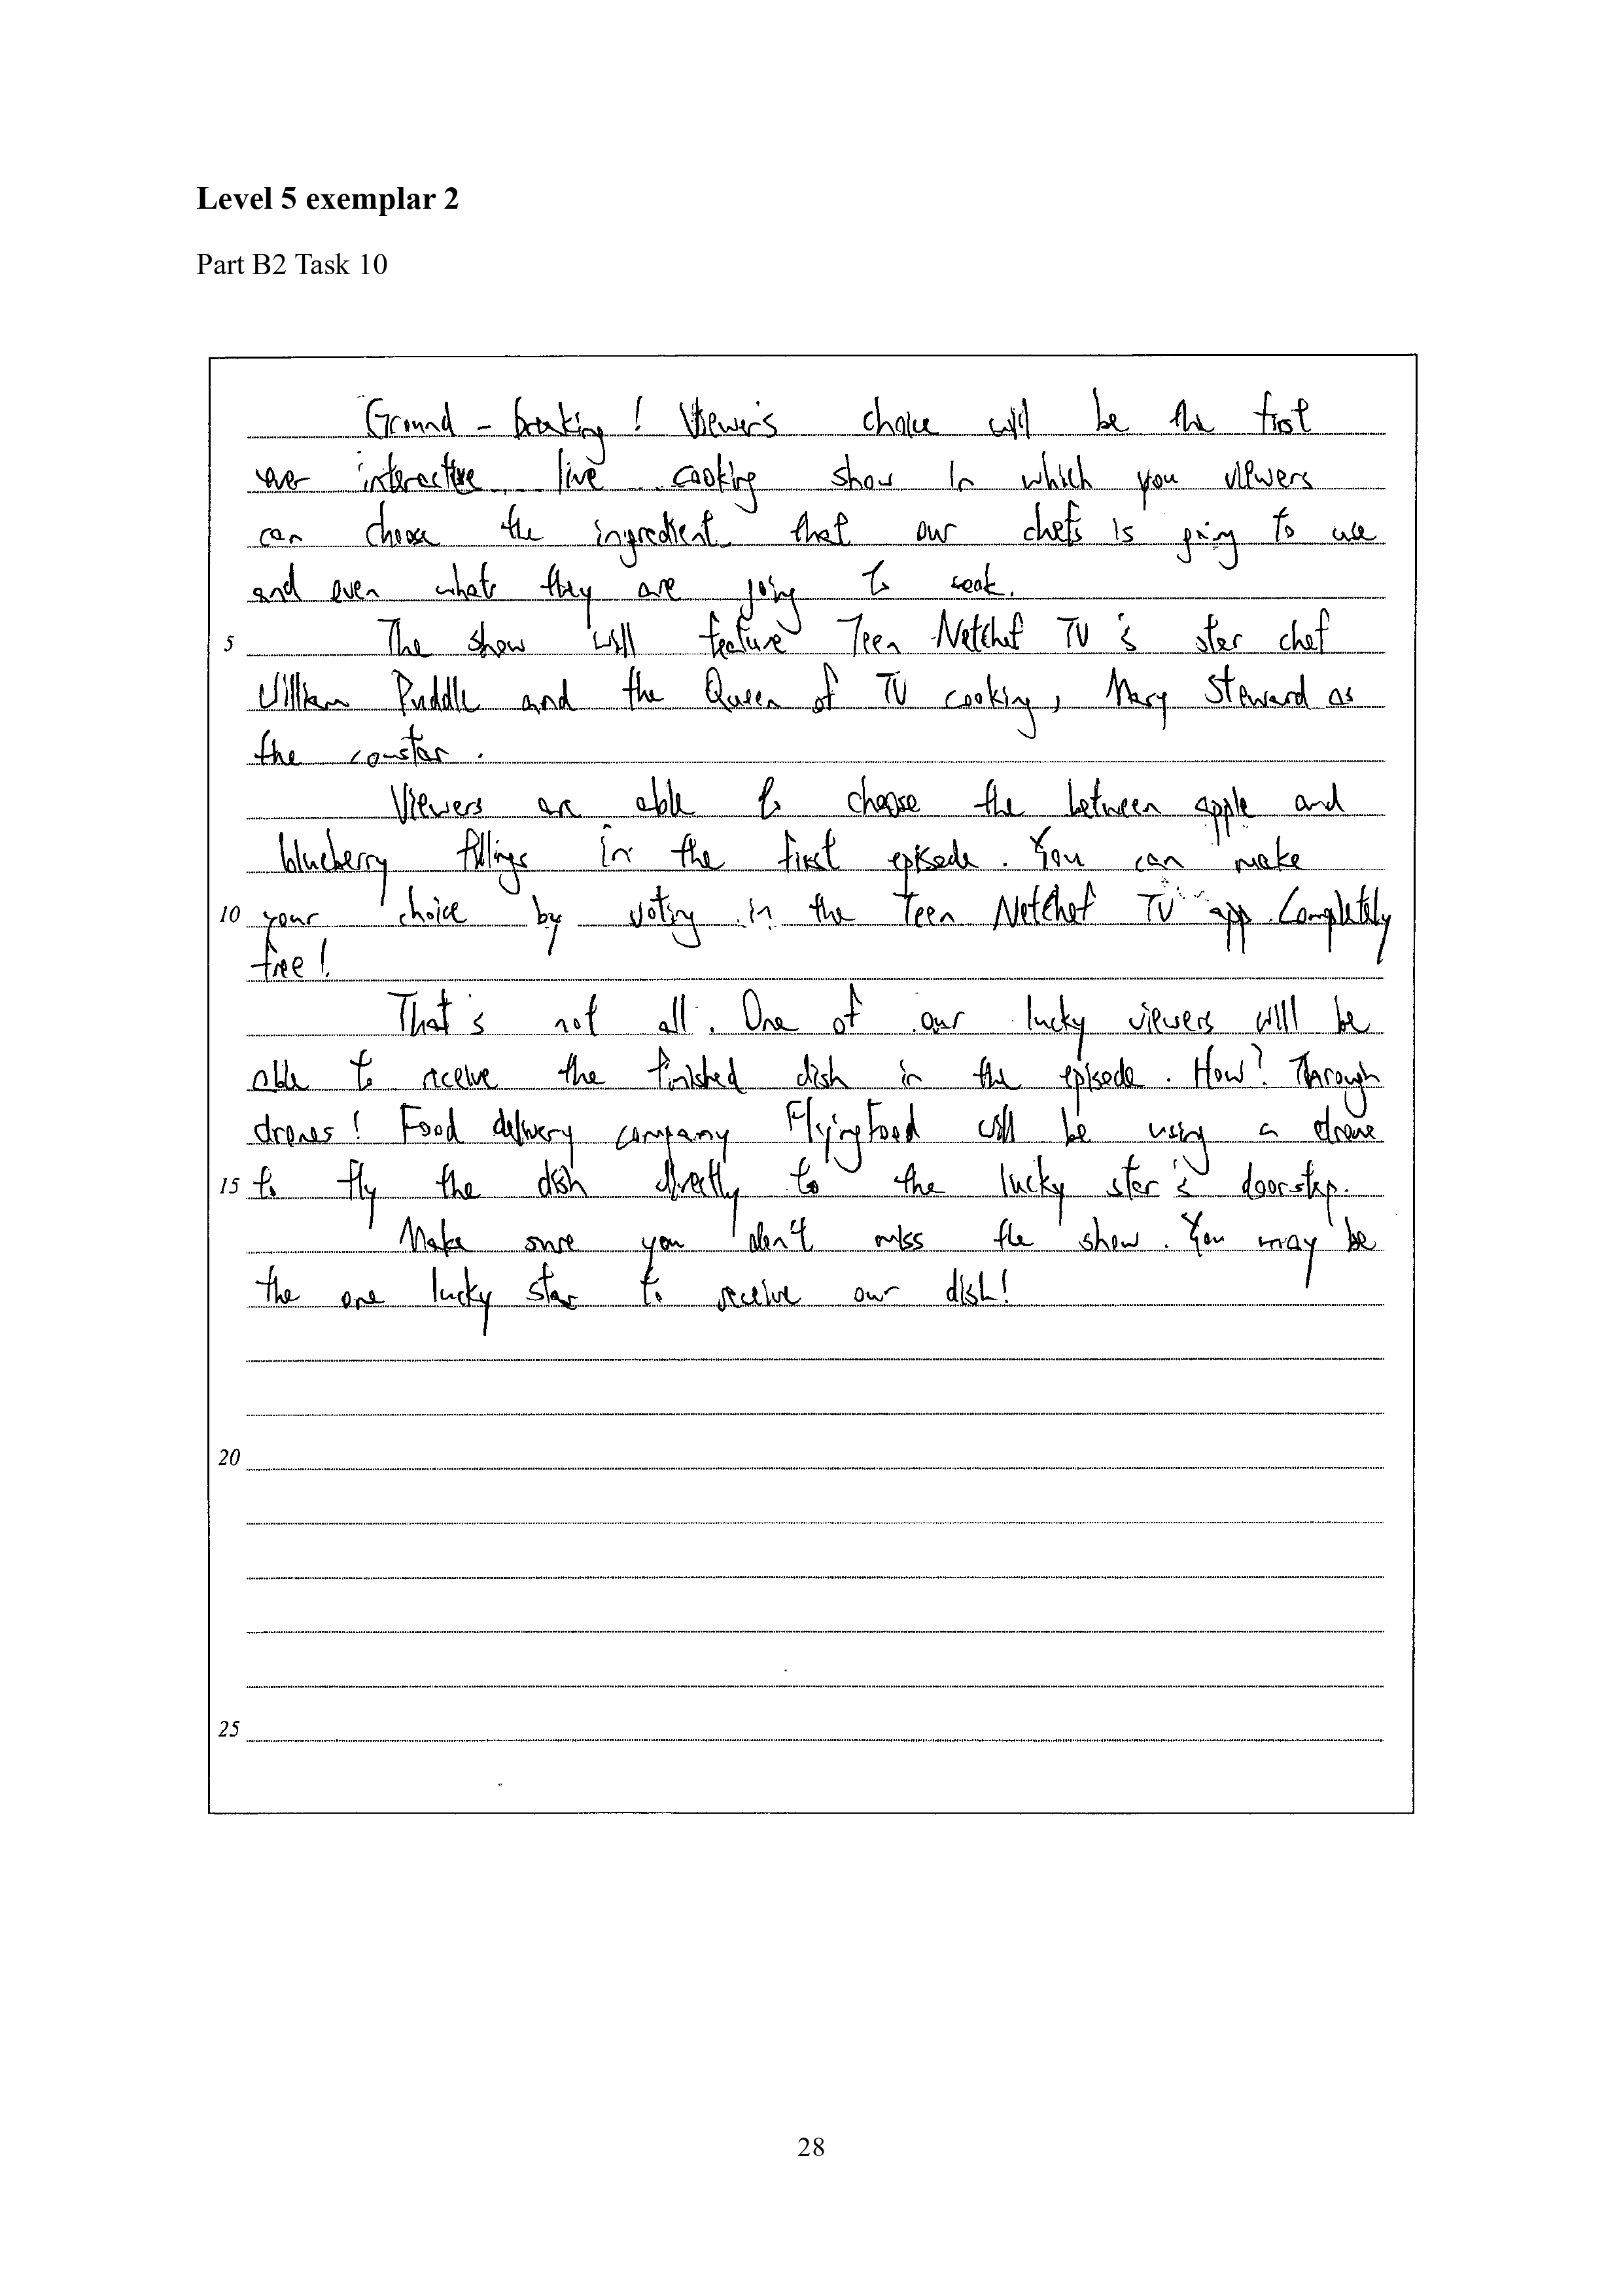 Level 5 exemplar 2
Part B2 Task 10
Ground-breaking! Viewer's choice will be the first
ever interactive live cooking show in which you viewers
can choose the ingredient that our chefs is going to use
and even what they are going to cook.
5 The show will feature Teen NetChef TV's star chef
William Puddle and the Queen of TV cooking, Mary Steward as
the co-star.
Viewers are able to choose the between apple and
blueberry fillings in the first episode. You can make
10 your choice by voting in the Teen NetChef TV app. Completely
free!
That's not all. One of our lucky viewers will be
able to receive the finished dish in the episode. How? Through
drones! Food delivery company FlyingFood will be using a drone
15 to fly the dish directly to the lucky star's doorstep.
Make sure you don't miss the show. You may be
the one lucky star to receive our dish!
20
25
28